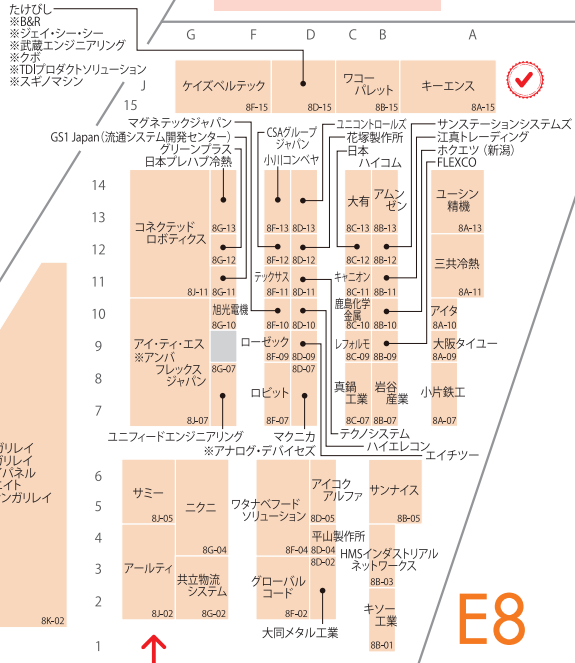 たけびし
※B&R
※ジェイ・シー・シー
※武蔵エンジニアリング
※クボ
※TDIプロダクトソリューション
※スギノマシン
G F D C B A
J
15
ケイズベルテック
8F-15
8D-15
ワコー
パレット
8B-15
キーエンス
8A-15
マグネテックジャパン
GS1 Japan(流通システム開発センター)
グリーンプラス
日本プレハブ冷熱
CSAグループ
ジャパン
小川コンベヤ
ユニコントロールズ
花塚製作所
日本
ハイコム
サンステーションシステムズ
江真トレーディング
ホクエツ(新潟)
FLEXCO
14
13
12
11
10
9
8
7
コネクテッド
ロボティクス
8J-11
8G-13
8G-12
8G-11
8F-13
8D-13
8F-12
8D-12
テックサス
8F-11
8D-11
大有
8C-13
アムン
ゼン
8B-13
8C-12
8B-12
キャニオン
8C-11
8B-11
ユーシン
精機
8A-13
三共冷熱
8A-11
旭光電機
8G-10
8F-10
8D-10
鹿島化学
金属
8C-10
8B-10
アイタ
8A-10
アイ・ティ・エス
※アンバ
フレックス
ジャパン
8J-07
8G-07
ローゼック
8F-09
8D-09
8D-07
レフォルモ
8C-09
8B-09
大阪タイユー
8A-09
ロビット
8F-07
真鍋
工業
8C-07
岩谷
産業
8B-07
小片鉄工
8A-07
ユニフィードエンジニアリング
マクニカ
※アナログ・デバイセズ
テクノシステム
ハイエレコン
エイチツー
ガリレイ
ガリレイ
パネル
エイト
ンガリレイ
8K-02
6
5
4
3
2
1
サミー
8J-05
ニクニ
8G-04
ワタナベフード
ソリューション
8F-04
アイコク
アルファ
8D-05
サンナイス
8B-05
平山製作所
8D-04
8D-02
アールティ
8J-02
共立物流
システム
8G-02
グローバル
コード
8F-02
HMSインダストリアル
ネットワークス
8B-03
キソー
工業
8B-01
大同メタル工業
E8